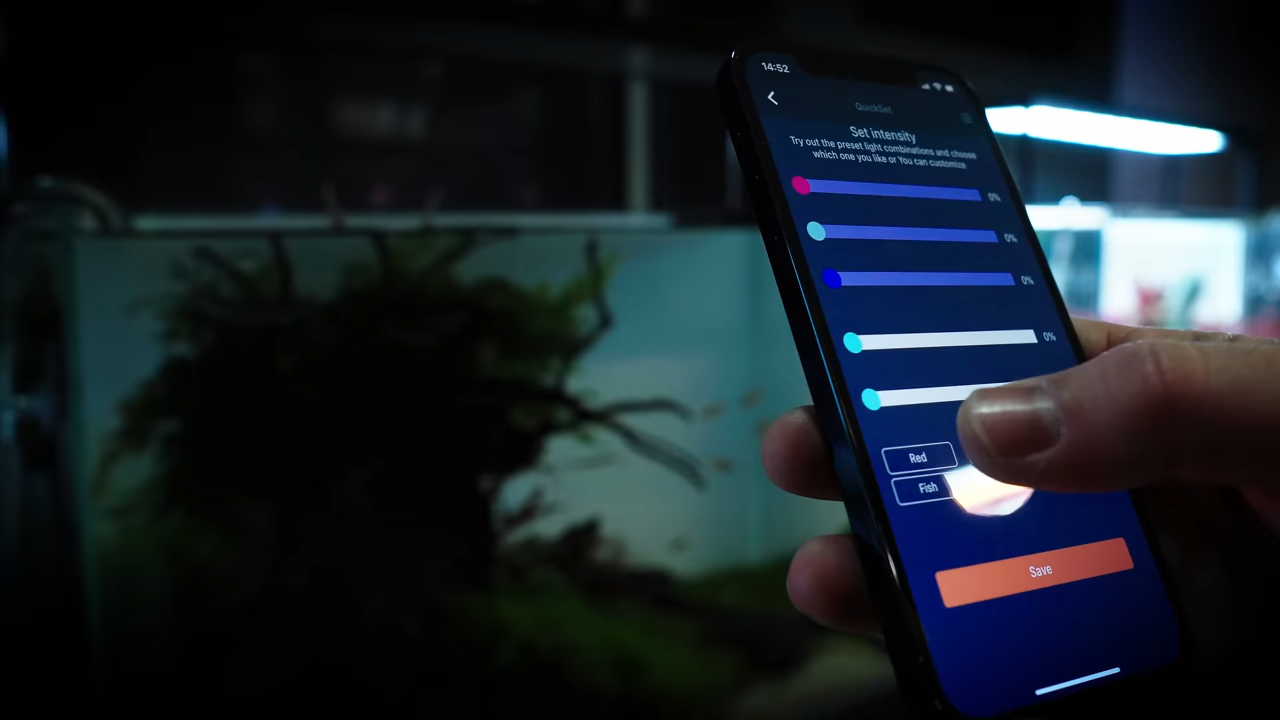 14:52
QuickSet
Set intensity
Try out the preset light combinations and choose
which one you like or You can customize
0%
0%
0%
0%
Red
Fish
Save